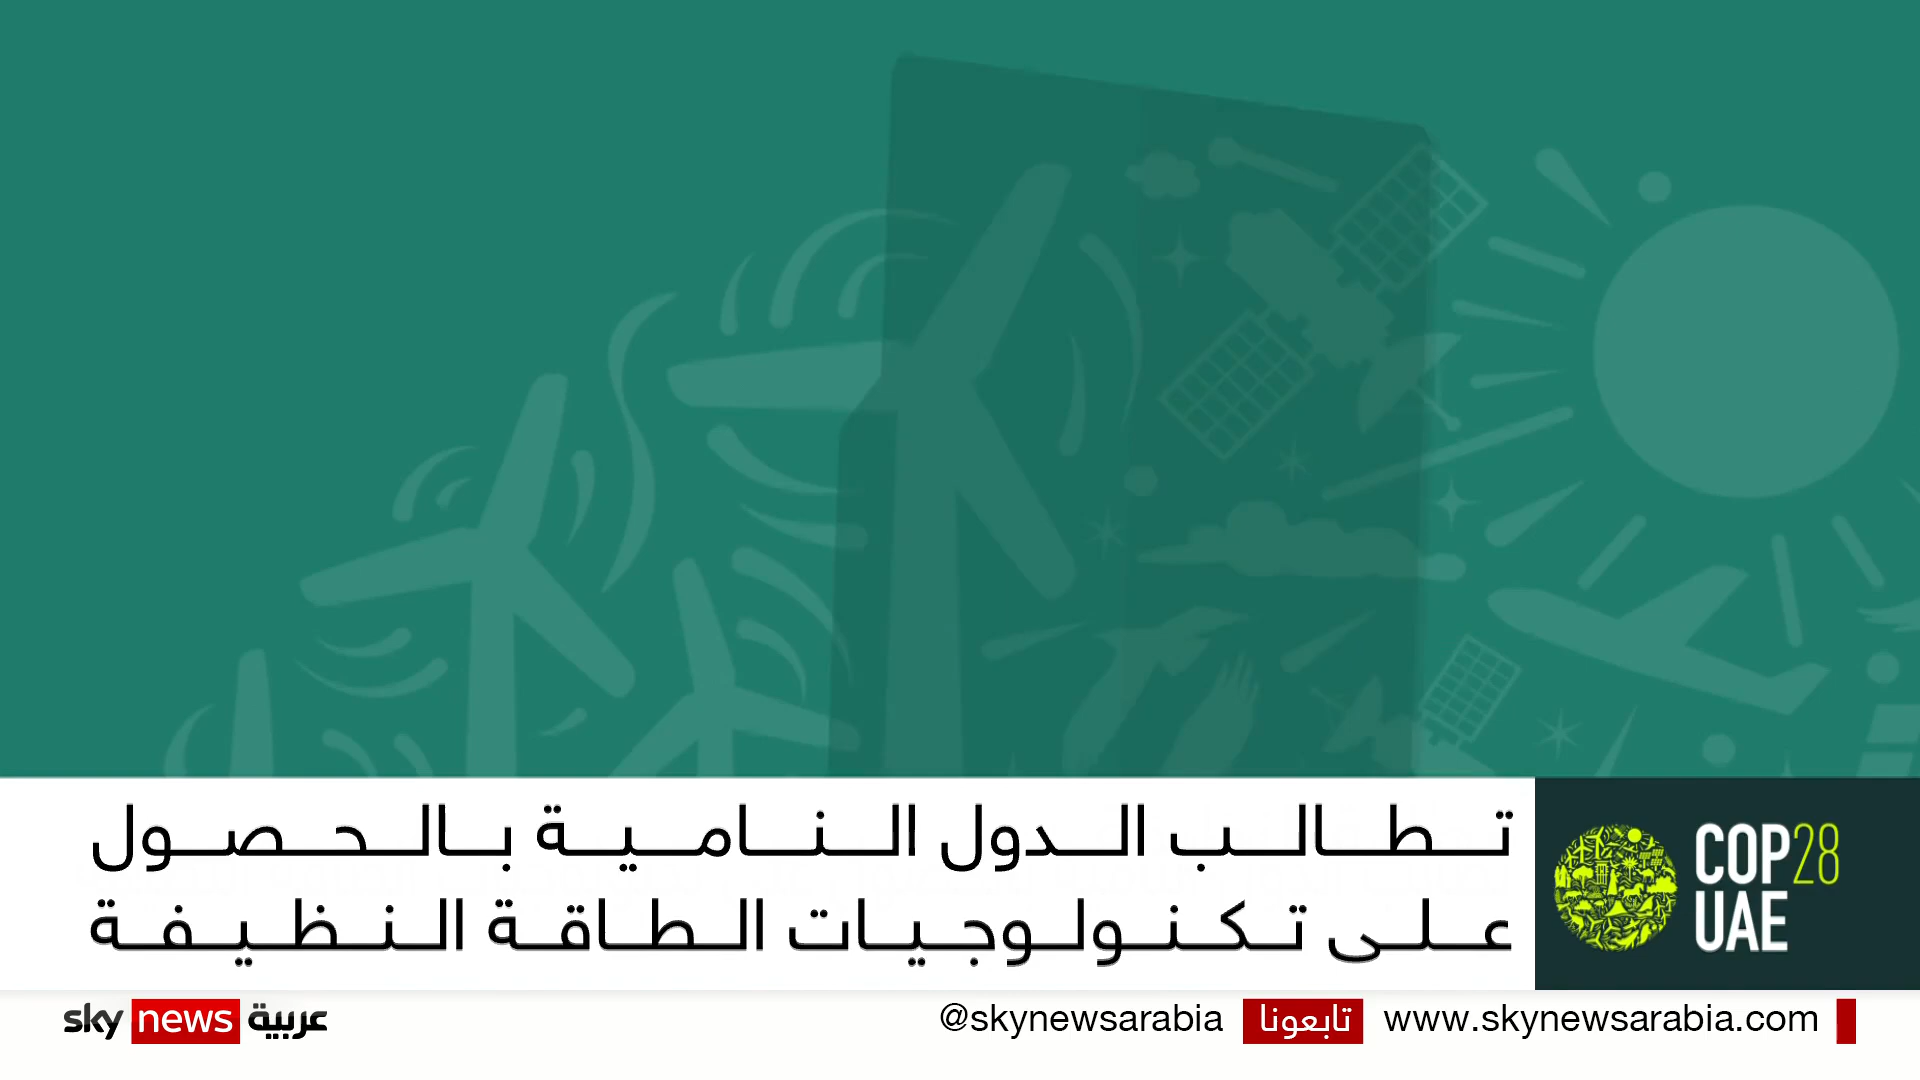 تطالب الدول النامية بالحصول
على تكنولوجيات الطاقة النظيفة
COP28
UAE
sky news عربية
@skynewsarabia تابعونا www.skynewsarabia.com